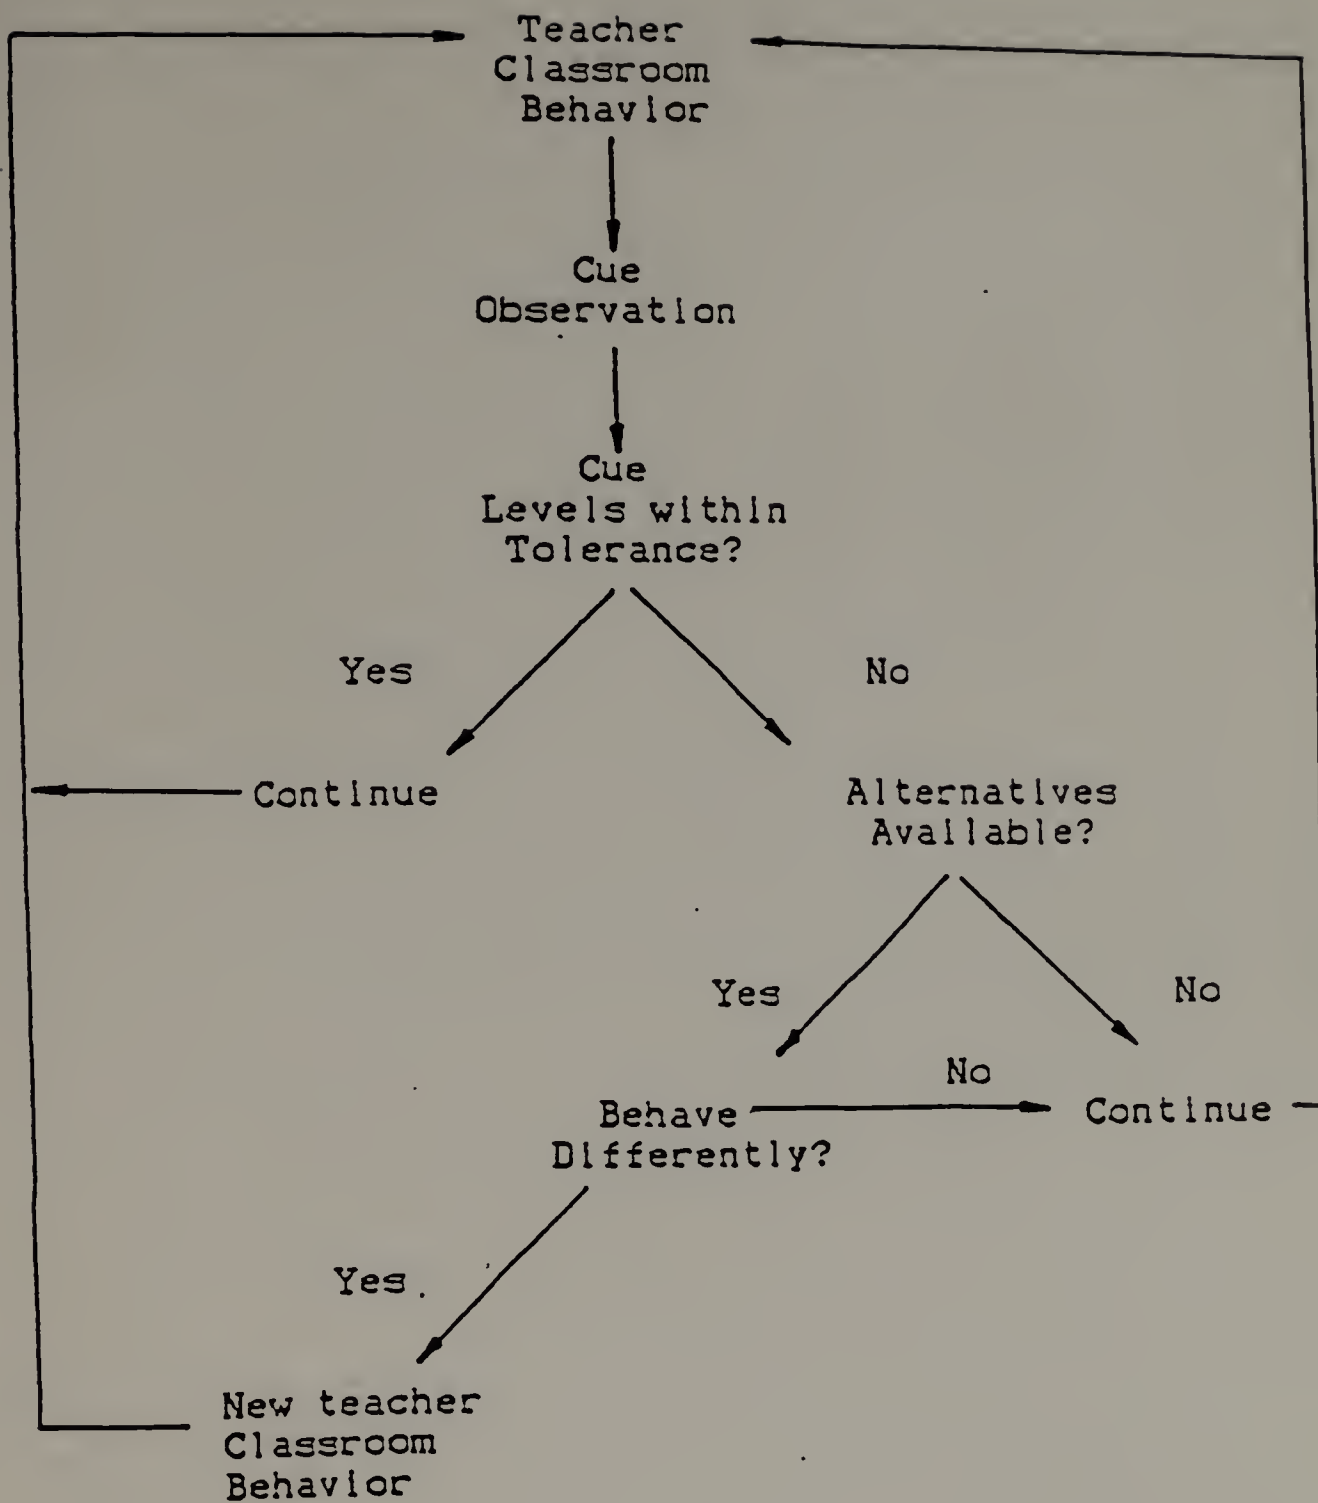 Teacher
Classroom
Behavior
Cue
Observation
Cue
Levels within
Tolerance?
Yes
No
Continue
Alternatives
Available?
Yes
No
No
Behave
Differently?
Continue
Yes
New teacher
Classroom
Behavior